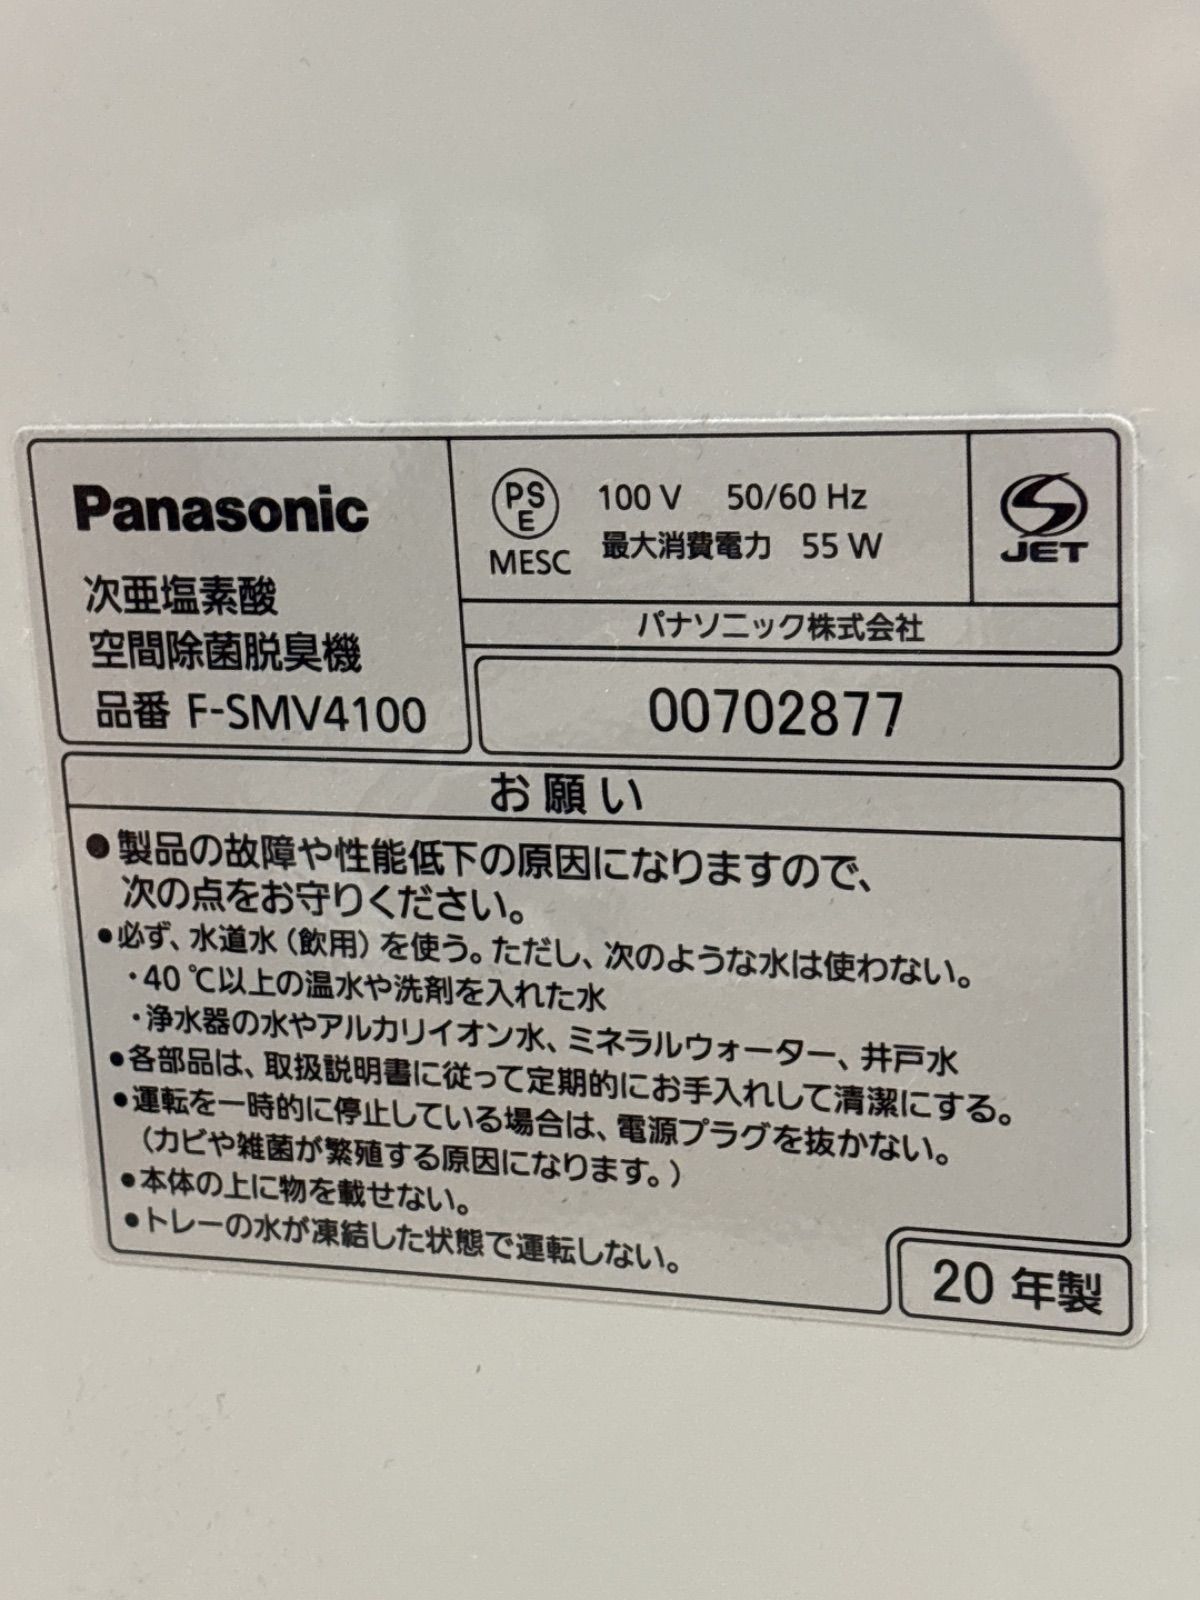 Panasonic
次亜塩素酸
空間除菌脱臭機
品番 F-SMV4100
PS
E
MESC
100 V 50/60 Hz
最大消費電力 55 W
JET
パナソニック株式会社
00702877
お願い
●製品の故障や性能低下の原因になりますので、
次の点をお守りください。
●必ず、水道水(飲用)を使う。ただし、次のような水は使わない。
・40 ℃以上の温水や洗剤を入れた水
・浄水器の水やアルカリイオン水、ミネラルウォーター、井戸水
●各部品は、取扱説明書に従って定期的にお手入れして清潔にする。
●運転を一時的に停止している場合は、電源プラグを抜かない。
(カビや雑菌が繁殖する原因になります。)
●本体の上に物を載せない。
●トレーの水が凍結した状態で運転しない。
20 年製